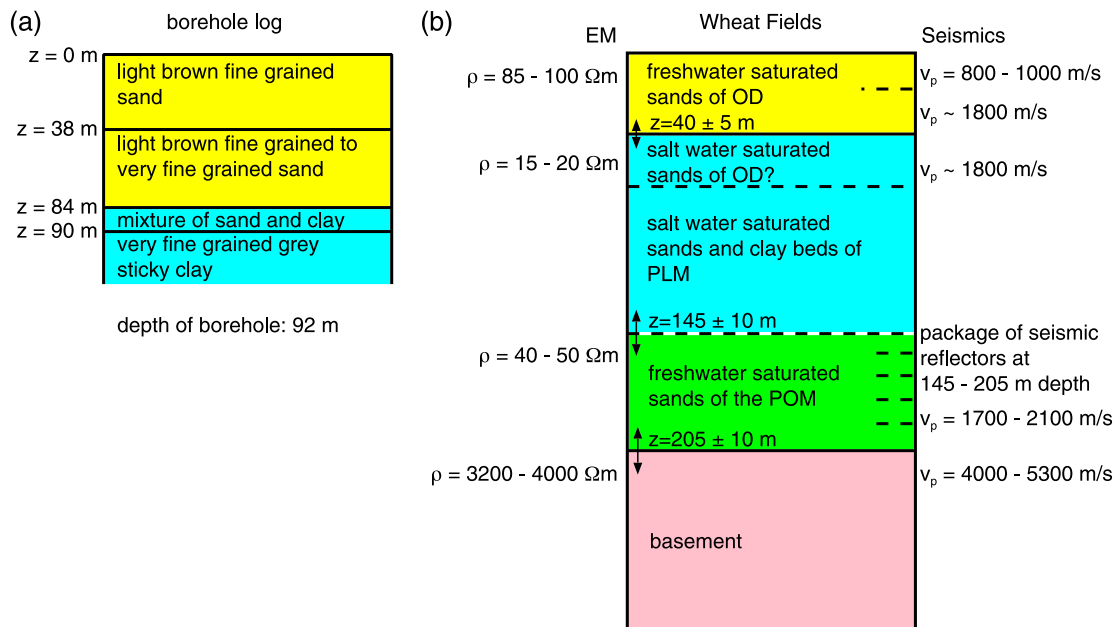 (a)
borehole log
z = 0 m
light brown fine grained
sand
z = 38 m
light brown fine grained to
very fine grained sand
z = 84 m
mixture of sand and clay
z = 90 m
very fine grained grey
sticky clay
depth of borehole: 92 m
(b)
EM
Wheat Fields
Seismics
ρ = 85 - 100 Ωm
freshwater saturated
sands of OD
z=40 ± 5 m
vₚ = 800 - 1000 m/s
vₚ ~ 1800 m/s
ρ = 15 - 20 Ωm
salt water saturated
sands of OD?
vₚ ~ 1800 m/s
salt water saturated
sands and clay beds of
PLM
z=145 ± 10 m
package of seismic
reflectors at
145 - 205 m depth
ρ = 40 - 50 Ωm
freshwater saturated
sands of the POM
vₚ = 1700 - 2100 m/s
z=205 ± 10 m
ρ = 3200 - 4000 Ωm
vₚ = 4000 - 5300 m/s
basement